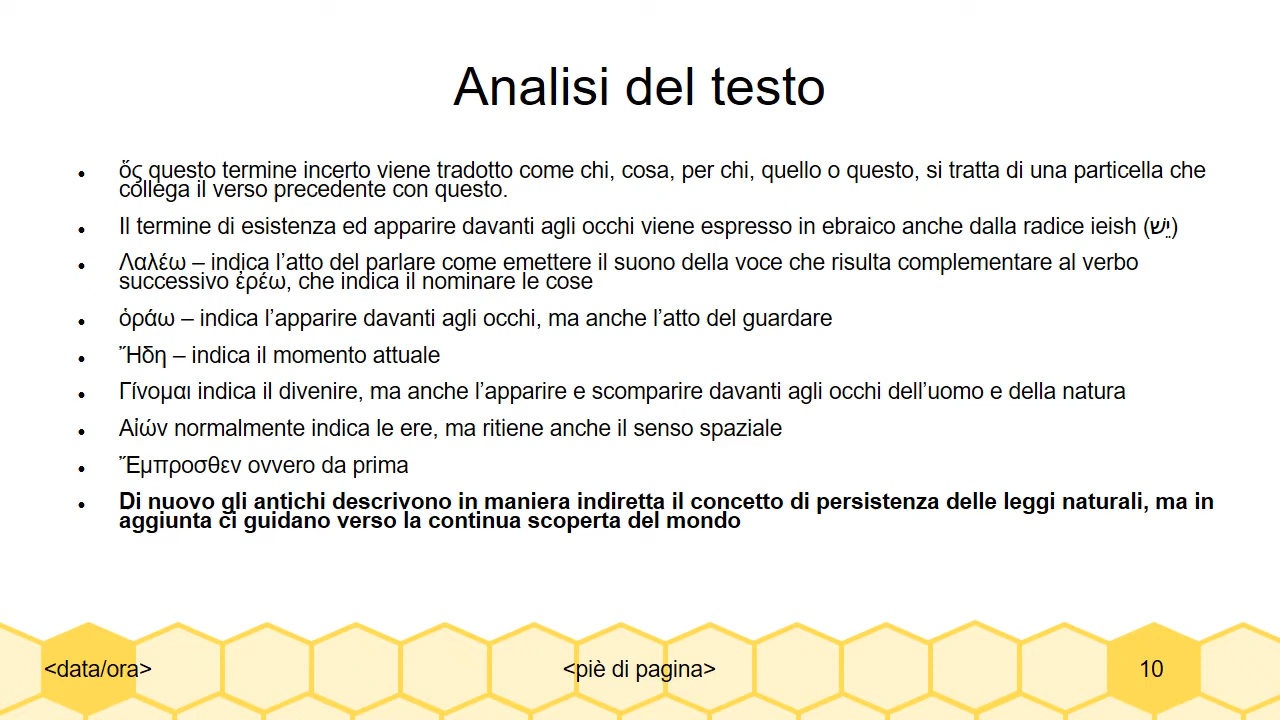 Analisi del testo
ὅς questo termine incerto viene tradotto come chi, cosa, per chi, quello o questo, si tratta di una particella che
collega il verso precedente con questo.
Il termine di esistenza ed apparire davanti agli occhi viene espresso in ebraico anche dalla radice ieish (יֵשׁ)
Λαλέω – indica l’atto del parlare come emettere il suono della voce che risulta complementare al verbo
successivo ἐρέω, che indica il nominare le cose
ὁράω – indica l’apparire davanti agli occhi, ma anche l’atto del guardare
Ἤδη – indica il momento attuale
Γίνομαι indica il divenire, ma anche l’apparire e scomparire davanti agli occhi dell’uomo e della natura
Αἰών normalmente indica le ere, ma ritiene anche il senso spaziale
Ἔμπροσθεν ovvero da prima
Di nuovo gli antichi descrivono in maniera indiretta il concetto di persistenza delle leggi naturali, ma in
aggiunta ci guidano verso la continua scoperta del mondo
<data/ora>
<piè di pagina>
10